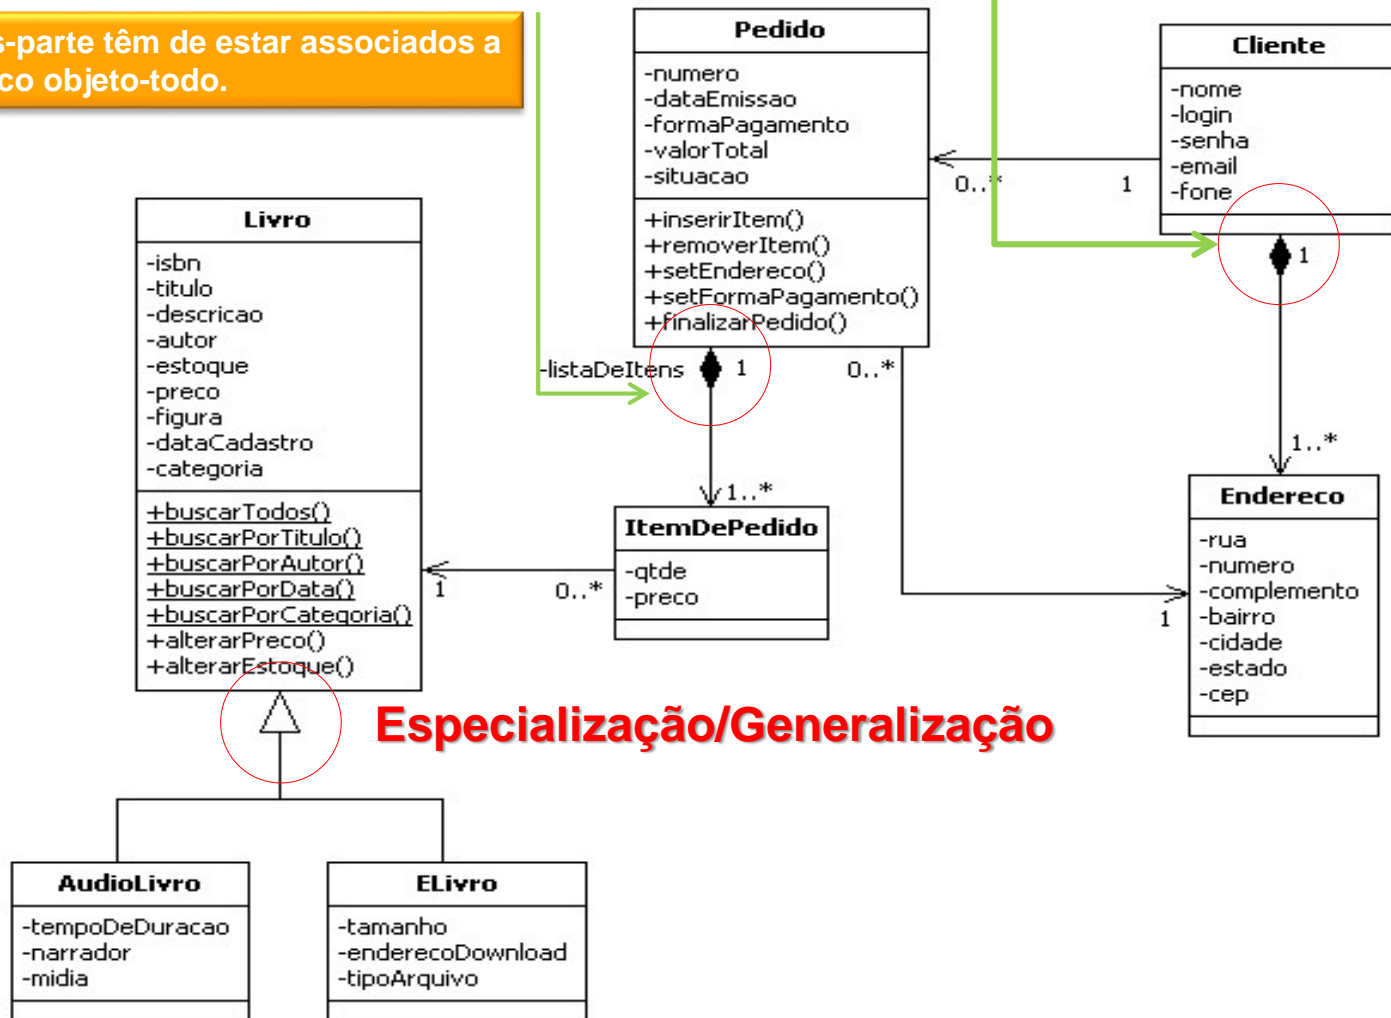 s-parte têm de estar associados a
co objeto-todo.
Pedido
-numero
-dataEmissao
-formaPagamento
-valorTotal
-situacao
+inserirItem()
+removerItem()
+setEndereco()
+setFormaPagamento()
+finalizarPedido()
Cliente
-nome
-login
-senha
-email
-fone
0..*
1
1
Livro
-isbn
-titulo
-descricao
-autor
-estoque
-preco
-figura
-dataCadastro
-categoria
+buscarTodos()
+buscarPorTitulo()
+buscarPorAutor()
+buscarPorData()
+buscarPorCategoria()
+alterarPreco()
+alterarEstoque()
-listaDeItens
1
0..*
1..*
1..*
ItemDePedido
-qtde
-preco
1
0..*
Endereco
-rua
-numero
-complemento
-bairro
-cidade
-estado
-cep
1
Especialização/Generalização
AudioLivro
-tempoDeDuracao
-narrador
-midia
ELivro
-tamanho
-enderecoDownload
-tipoArquivo